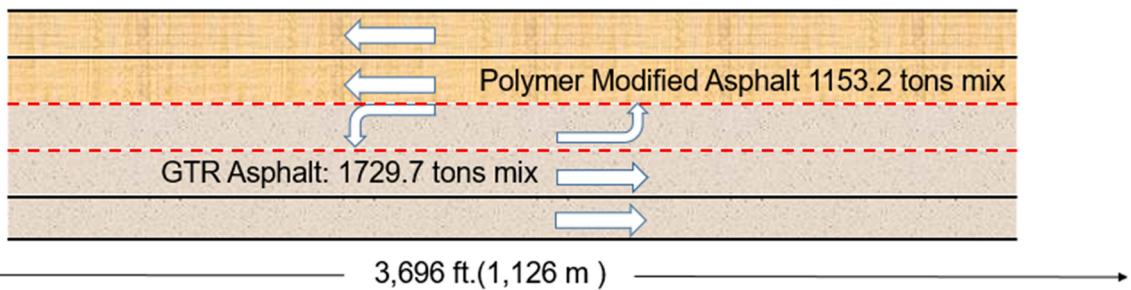 Polymer Modified Asphalt 1153.2 tons mix
GTR Asphalt: 1729.7 tons mix
3,696 ft.(1,126 m )